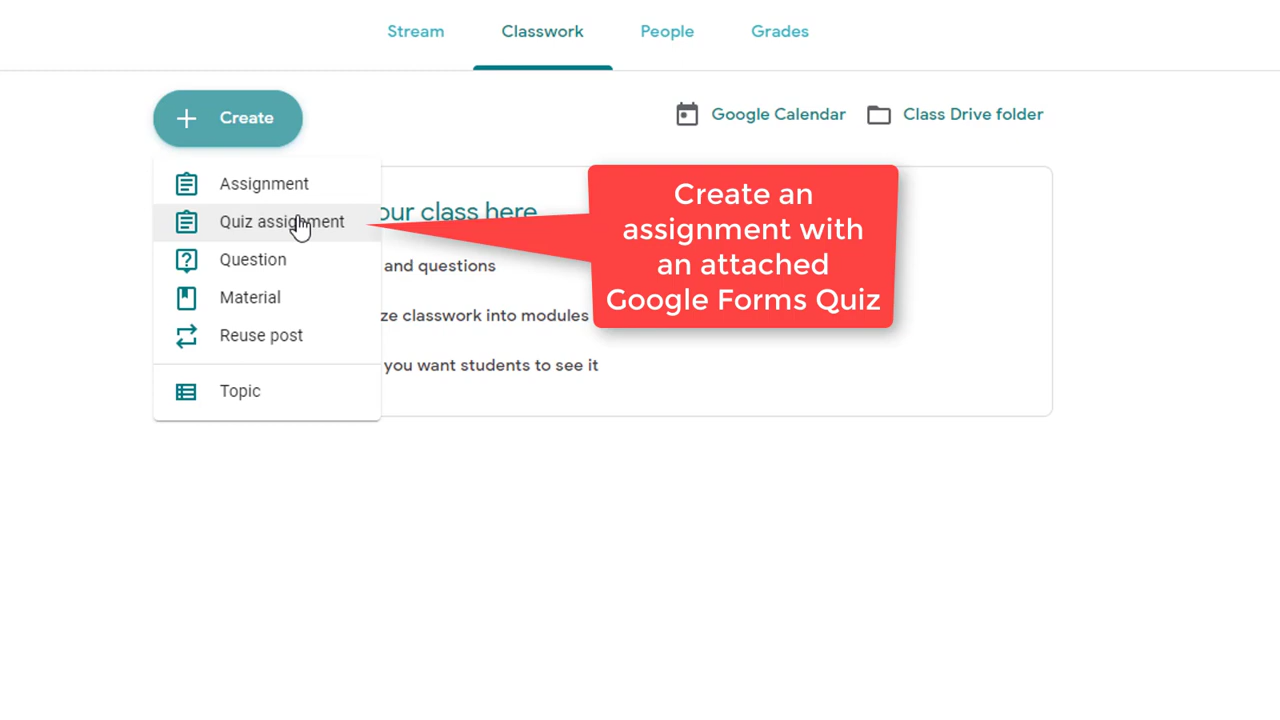 Stream Classwork People Grades
Create
Google Calendar Class Drive folder
Assignment
Quiz assignment
Question
Material
Reuse post
Topic
our class here
and questions
ze classwork into modules
you want students to see it
Create an
assignment with
an attached
Google Forms Quiz